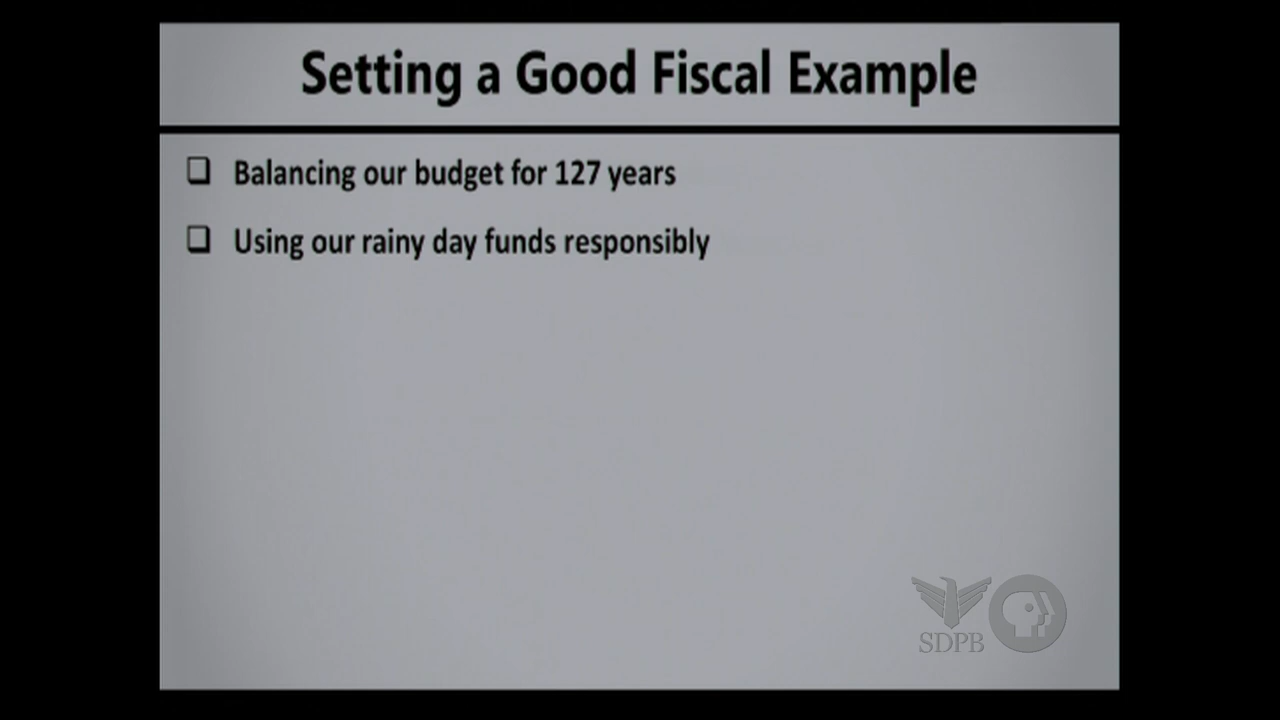 Setting a Good Fiscal Example
❑ Balancing our budget for 127 years
❑ Using our rainy day funds responsibly
SDPB